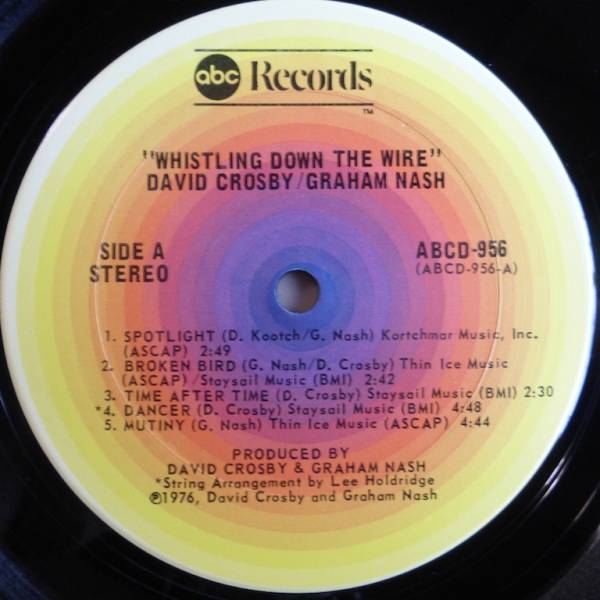 abc Records
™
"WHISTLING DOWN THE WIRE"
DAVID CROSBY/GRAHAM NASH
SIDE A
STEREO
ABCD-956
(ABCD-956-A)
1. SPOTLIGHT (D. Kootch/G. Nash) Kortchmar Music, Inc.
(ASCAP) 2:49
2. BROKEN BIRD (G. Nash/D. Crosby) Thin Ice Music
(ASCAP)/Staysail Music (BMI) 2:42
3. TIME AFTER TIME (D. Crosby) Staysail Music (BMI) 2:30
*4. DANCER (D. Crosby) Staysail Music (BMI) 4:48
5. MUTINY (G. Nash) Thin Ice Music (ASCAP) 4:44
PRODUCED BY
DAVID CROSBY & GRAHAM NASH
*String Arrangement by Lee Holdridge
℗1976, David Crosby and Graham Nash